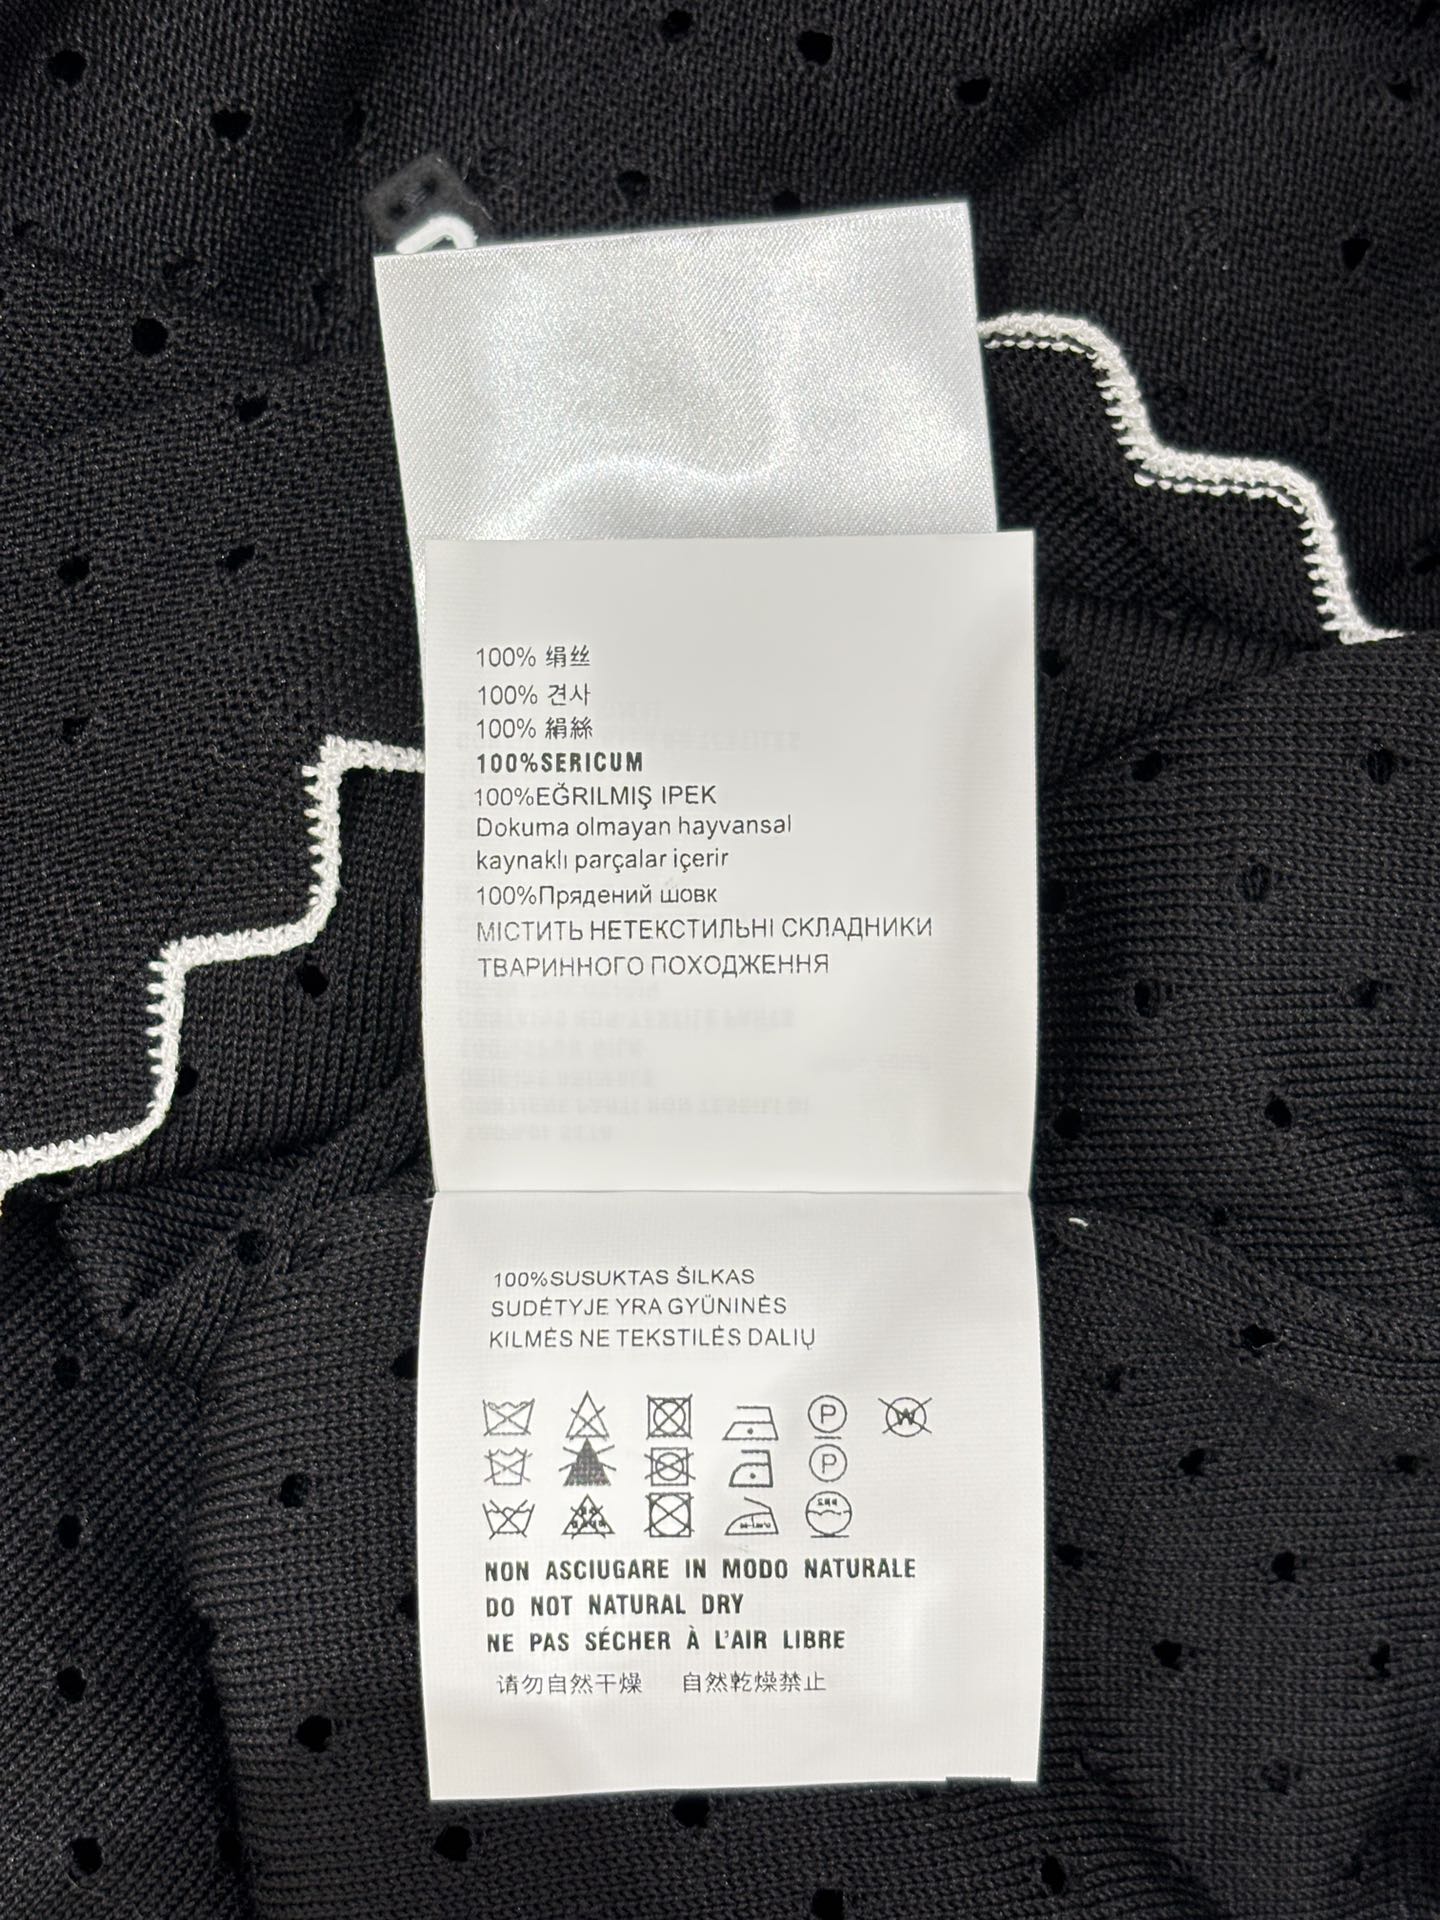 100% 绢丝
100% 견사
100% 絹絲
100%SERICUM
100%EĞRILMIŞ IPEK
Dokuma olmayan hayvansal
kaynaklı parçalar içerir
100%Прядений шовк
МІСТИТЬ НЕТЕКСТИЛЬНІ СКЛАДНИКИ
ТВАРИННОГО ПОХОДЖЕННЯ
100%SUSUKTAS ŠILKAS
SUDĖTYJE YRA GYŪNINĖS
KILMĖS NE TEKSTILĖS DALIŲ
P W
P
NON ASCIUGARE IN MODO NATURALE
DO NOT NATURAL DRY
NE PAS SÉCHER À L'AIR LIBRE
请勿自然干燥 自然乾燥禁止